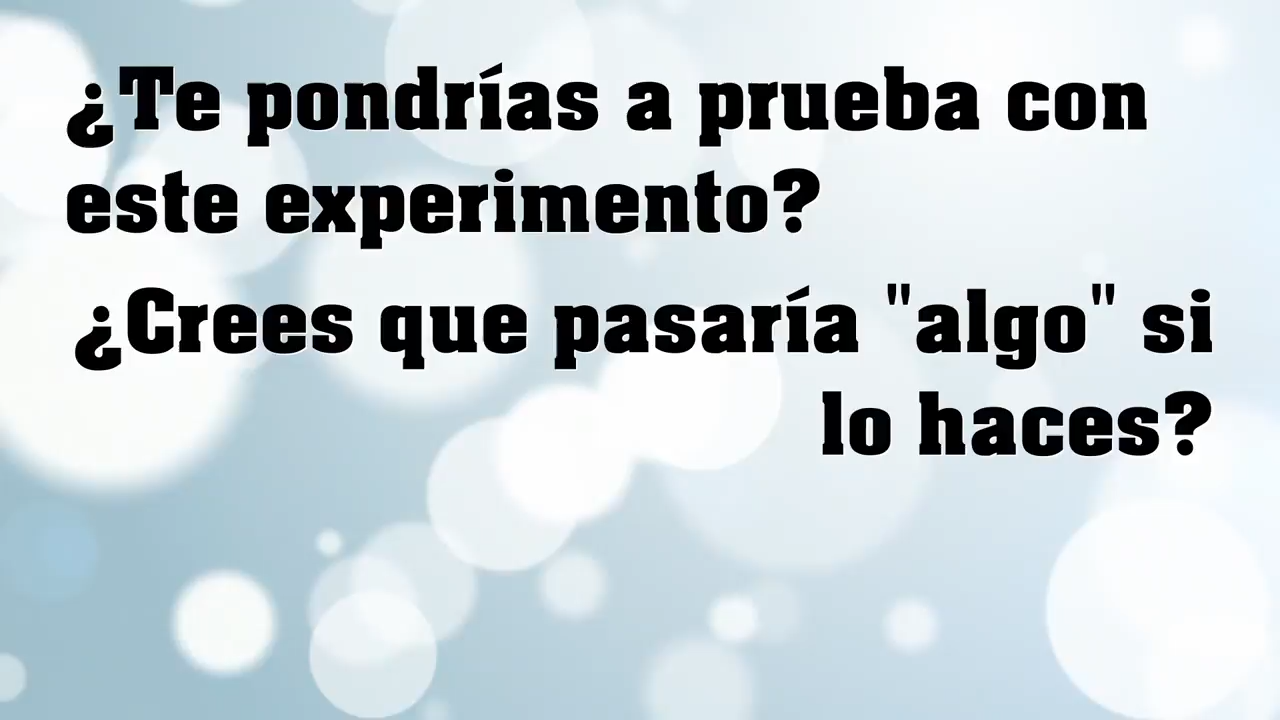 ¿Te pondrías a prueba con
este experimento?
¿Crees que pasaría "algo" si
lo haces?